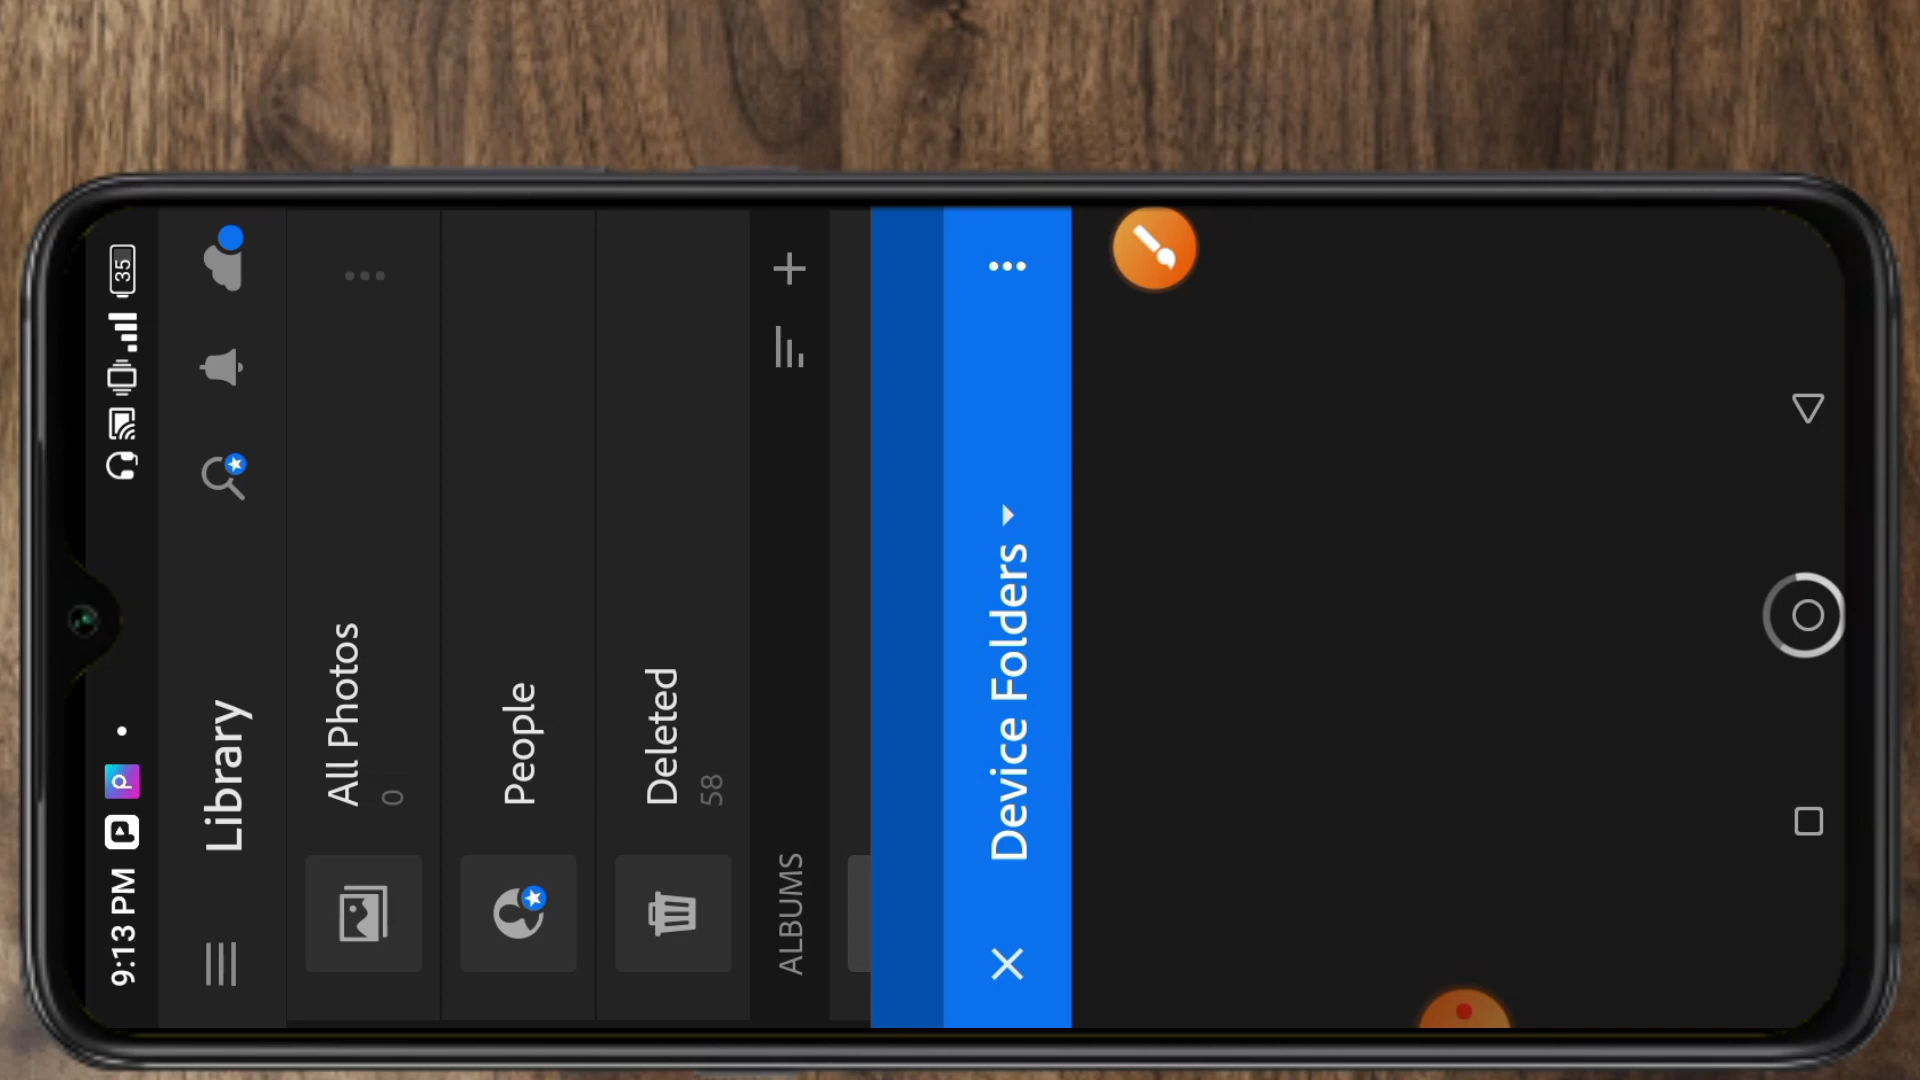 9:13 PM
35
Library
All Photos
0
People
Deleted
58
ALBUMS
Device Folders